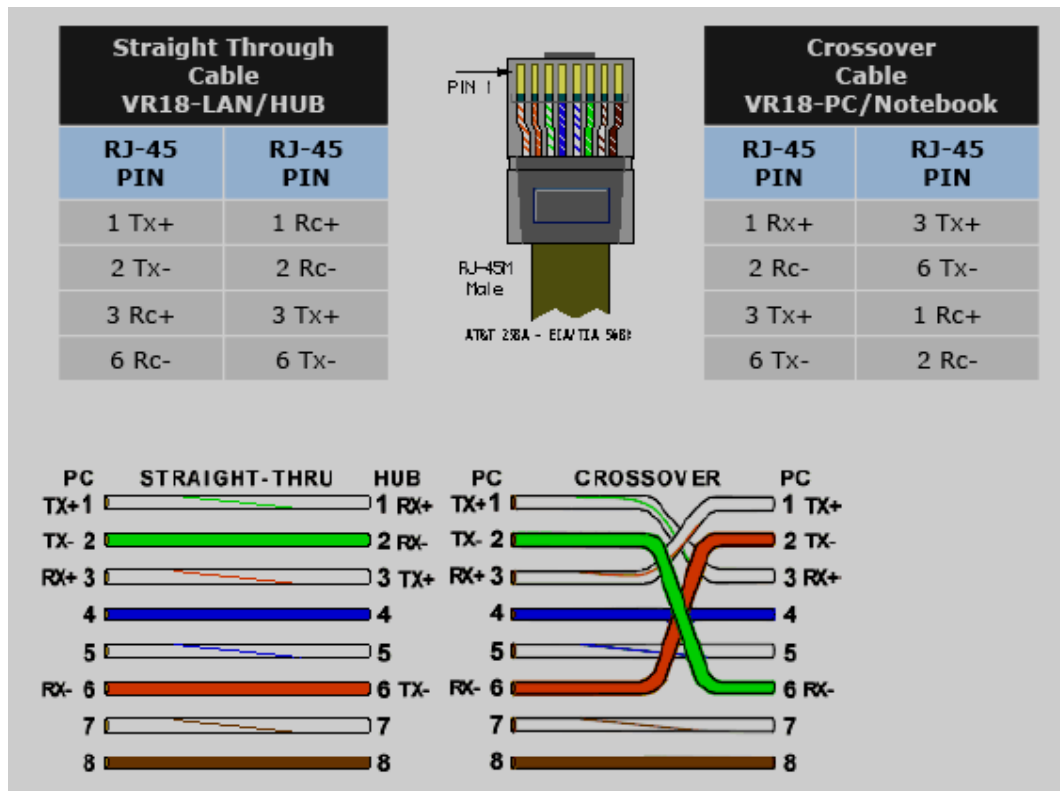 Straight Through
Cable
VR18-LAN/HUB
RJ-45 PIN RJ-45 PIN
1 Tx+ 1 Rc+
2 Tx- 2 Rc-
3 Rc+ 3 Tx+
6 Rc- 6 Tx-
PIN 1
RJ-45M
Male
AT&T 258A - EIA/TIA
Crossover
Cable
VR18-PC/Notebook
RJ-45 PIN RJ-45 PIN
1 Rx+ 3 Tx+
2 Rc- 6 Tx-
3 Tx+ 1 Rc+
6 Tx- 2 Rc-
PC STRAIGHT-THRU HUB
TX+ 1 1 RX+
TX- 2 2 RX-
RX+ 3 3 TX+
4 4
5 5
RX- 6 6 TX-
7 7
8 8
PC CROSSOVER PC
TX+ 1 1 TX+
TX- 2 2 TX-
RX+ 3 3 RX+
4 4
5 5
RX- 6 6 RX-
7 7
8 8